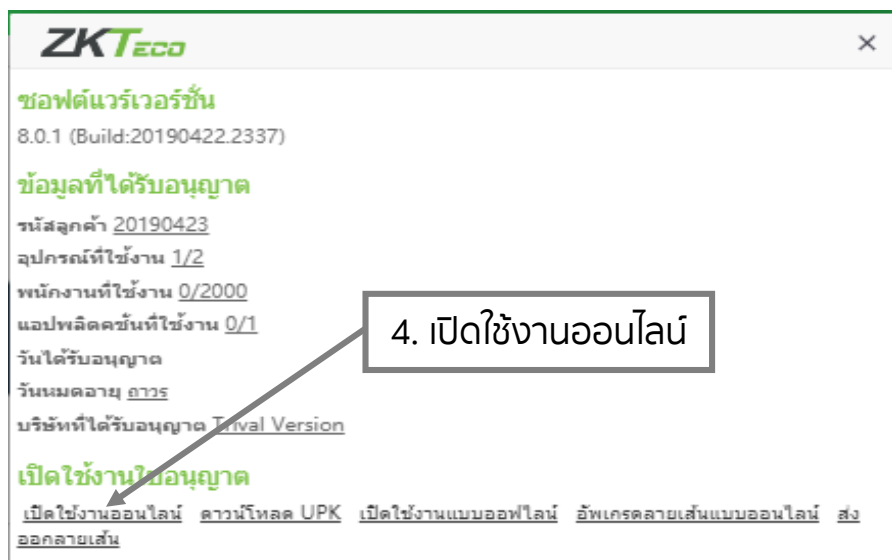 ZKTECO
ซอฟต์แวร์เวอร์ชั่น
8.0.1 (Build:20190422.2337)
ข้อมูลที่ได้รับอนุญาต
รหัสลูกค้า 20190423
อุปกรณ์ที่ใช้งาน 1/2
พนักงานที่ใช้งาน 0/2000
แอปพลิตคชั่นที่ใช้งาน 0/1
4. เปิดใช้งานออนไลน์
วันได้รับอนุญาต
วันหมดอายุ ถาวร
บริษัทที่ได้รับอนุญาต Trival Version
เปิดใช้งานใบอนุญาต
เปิดใช้งานออนไลน์ ดาวน์โหลด UPK เปิดใช้งานแบบออฟไลน์ อัพเกรดลายเส้นแบบออนไลน์ ส่ง
ออกลายเส้น